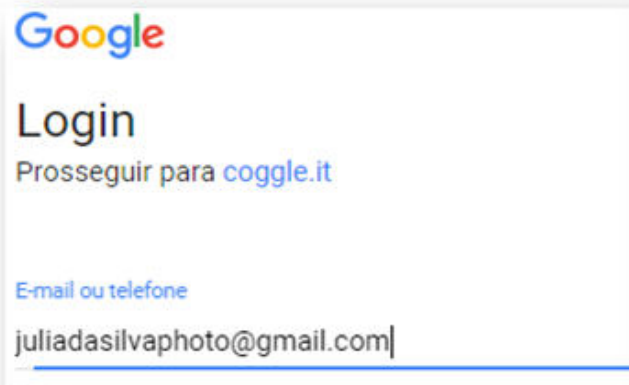 Google
Login
Prosseguir para coggle.it
E-mail ou telefone
juliadasilvaphoto@gmail.com